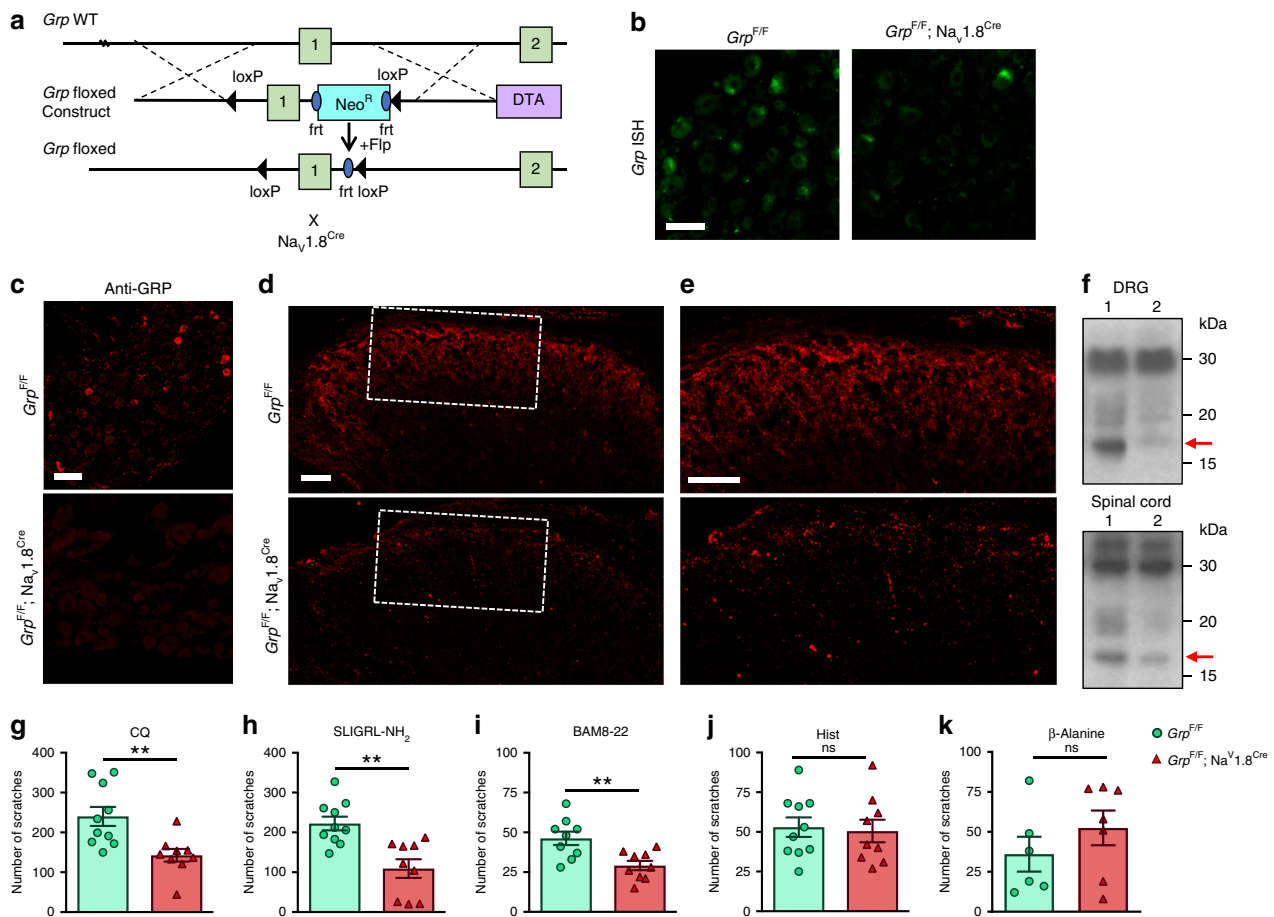 a
Grp WT
1
2
loxP
loxP
Grp floxed
Construct
1
Neo^R
DTA
frt
frt
+Flp
Grp floxed
1
2
loxP
frt loxP
X
Na_V1.8^Cre
b
Grp^F/F
Grp^F/F; Na_V1.8^Cre
Grp ISH
c
Anti-GRP
Grp^F/F
Grp^F/F; Na_V1.8^Cre
d
Grp^F/F
Grp^F/F; Na_V1.8^Cre
e
f
DRG
1 2
kDa
30
20
15
Spinal cord
1 2
kDa
30
20
15
g
CQ
**
Number of scratches
400
300
200
100
0
h
SLIGRL-NH_2
**
Number of scratches
400
300
200
100
0
i
BAM8-22
**
Number of scratches
100
75
50
25
0
j
Hist
ns
Number of scratches
100
75
50
25
0
k
β-Alanine
ns
Number of scratches
100
75
50
25
0
Grp^F/F
Grp^F/F; Na^V1.8^Cre